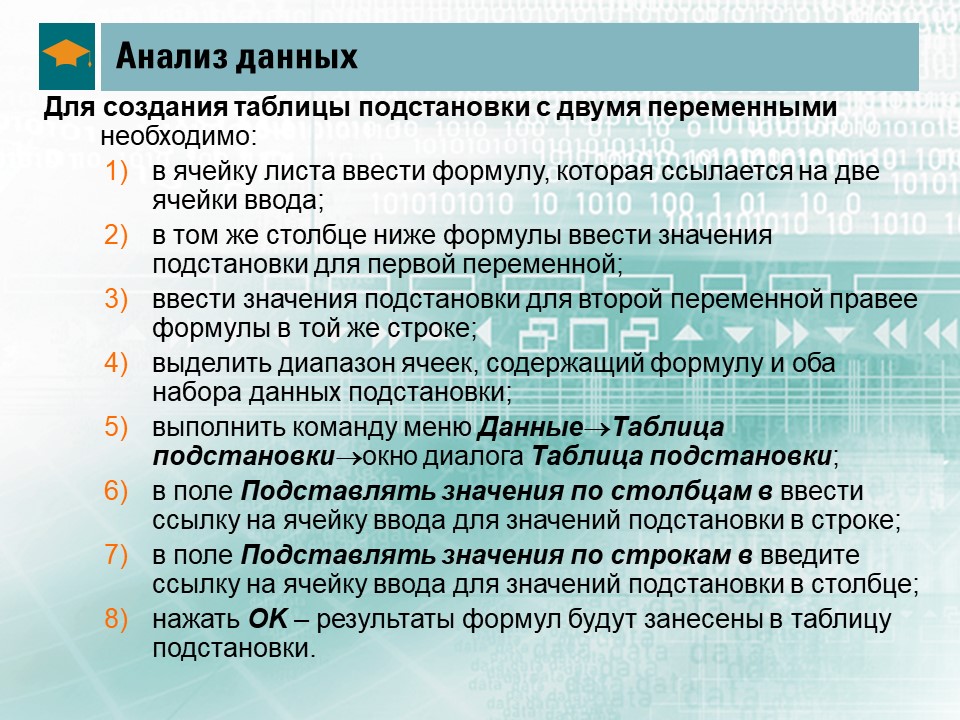 Анализ данных
Для создания таблицы подстановки с двумя переменными
необходимо:
1) в ячейку листа ввести формулу, которая ссылается на две
ячейки ввода;
2) в том же столбце ниже формулы ввести значения
подстановки для первой переменной;
3) ввести значения подстановки для второй переменной правее
формулы в той же строке;
4) выделить диапазон ячеек, содержащий формулу и оба
набора данных подстановки;
5) выполнить команду меню Данные→Таблица
подстановки→окно диалога Таблица подстановки;
6) в поле Подставлять значения по столбцам в ввести
ссылку на ячейку ввода для значений подстановки в строке;
7) в поле Подставлять значения по строкам в введите
ссылку на ячейку ввода для значений подстановки в столбце;
8) нажать ОК – результаты формул будут занесены в таблицу
подстановки.